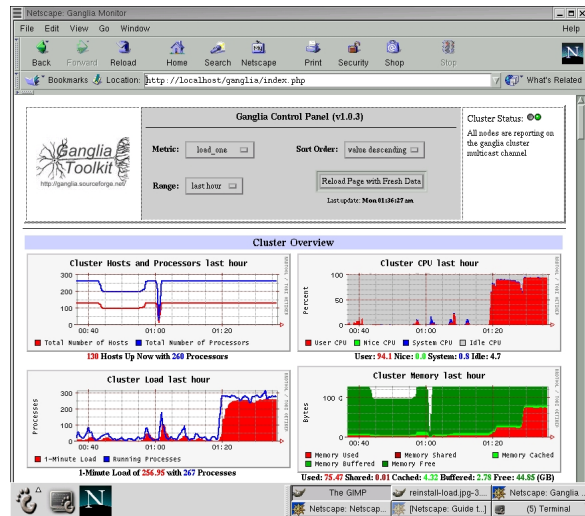 Netscape: Ganglia Monitor
File Edit View Go Window Help
Back Forward Reload Home Search Netscape Print Security Shop Stop
N
Bookmarks Location: http://localhost/ganglia/index.php What's Related
Ganglia
Toolkit
http://ganglia.sourceforge.net/
Ganglia Control Panel (v1.0.3)
Metric: load_one Sort Order: value descending
Range: last hour Reload Page with Fresh Data
Last update: Mon 01:36:27 am
Cluster Status:
All nodes are reporting on
the ganglia cluster
multicast channel
Cluster Overview
Cluster Hosts and Processors last hour
300
200
100
0
00:40 01:00 01:20
Total Number of Hosts Total Number of Processors
130 Hosts Up Now with 260 Processors
Cluster CPU last hour
Percent
100
50
0
00:40 01:00 01:20
User CPU Nice CPU System CPU Idle CPU
User: 94.1 Nice: 0.0 System: 0.8 Idle: 4.7
Cluster Load last hour
Processes
300
200
100
0
00:40 01:00 01:20
1-Minute Load Running Processes
1-Minute Load of 256.95 with 267 Processes
Cluster Memory last hour
Bytes
100 G
0
00:40 01:00 01:20
Memory Used Memory Shared Memory Cached
Memory Buffered Memory Free
Used: 75.47 Shared: 0.01 Cached: 4.32 Buffered: 2.78 Free: 44.85 (GB)
N
The GIMP reinstall-load.jpg-3.... Netscape: Ganglia ...
Netscape: Netscap... [Netscape: Guide t...] (5) Terminal